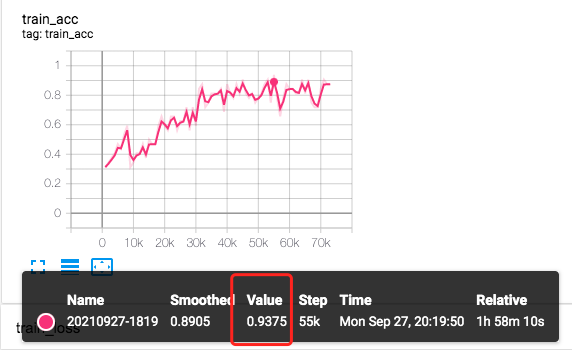 train_acc
tag: train_acc
1
0.8
0.6
0.4
0.2
0
0 10k 20k 30k 40k 50k 60k 70k
Name Smoothed Value Step Time Relative
20210927-1819 0.8905 0.9375 55k Mon Sep 27, 20:19:50 1h 58m 10s
train_loss